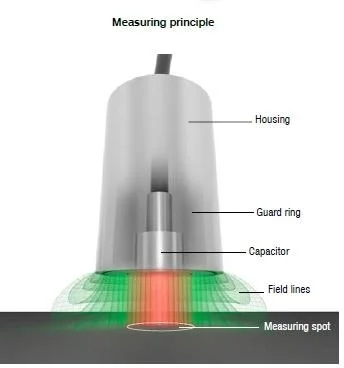 Measuring principle
Housing
Guard ring
Capacitor
Field lines
Measuring spot